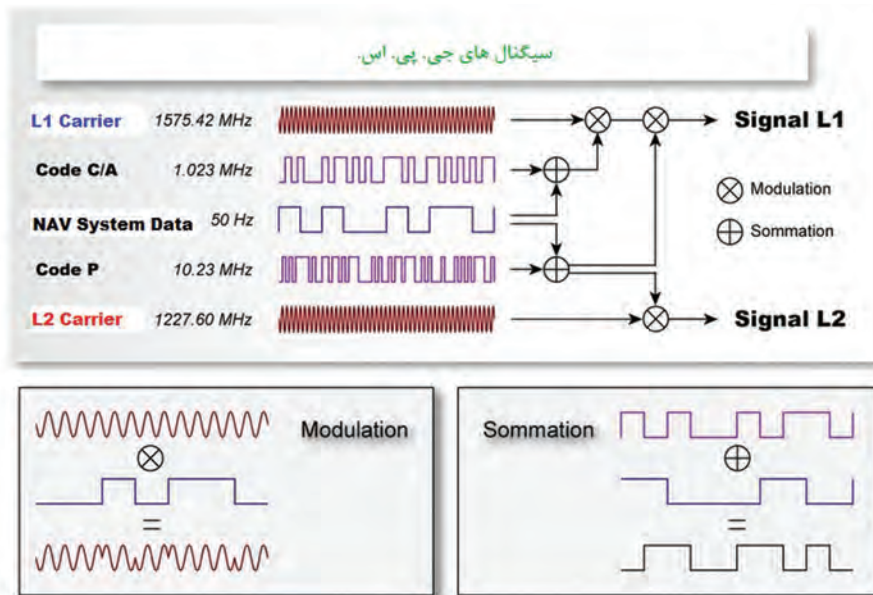 سیگنال های جی. پی. اس.
L1 Carrier 1575.42 MHz Signal L1
Code C/A 1.023 MHz
Modulation
NAV System Data 50 Hz
Sommation
Code P 10.23 MHz
L2 Carrier 1227.60 MHz Signal L2
Modulation
Sommation